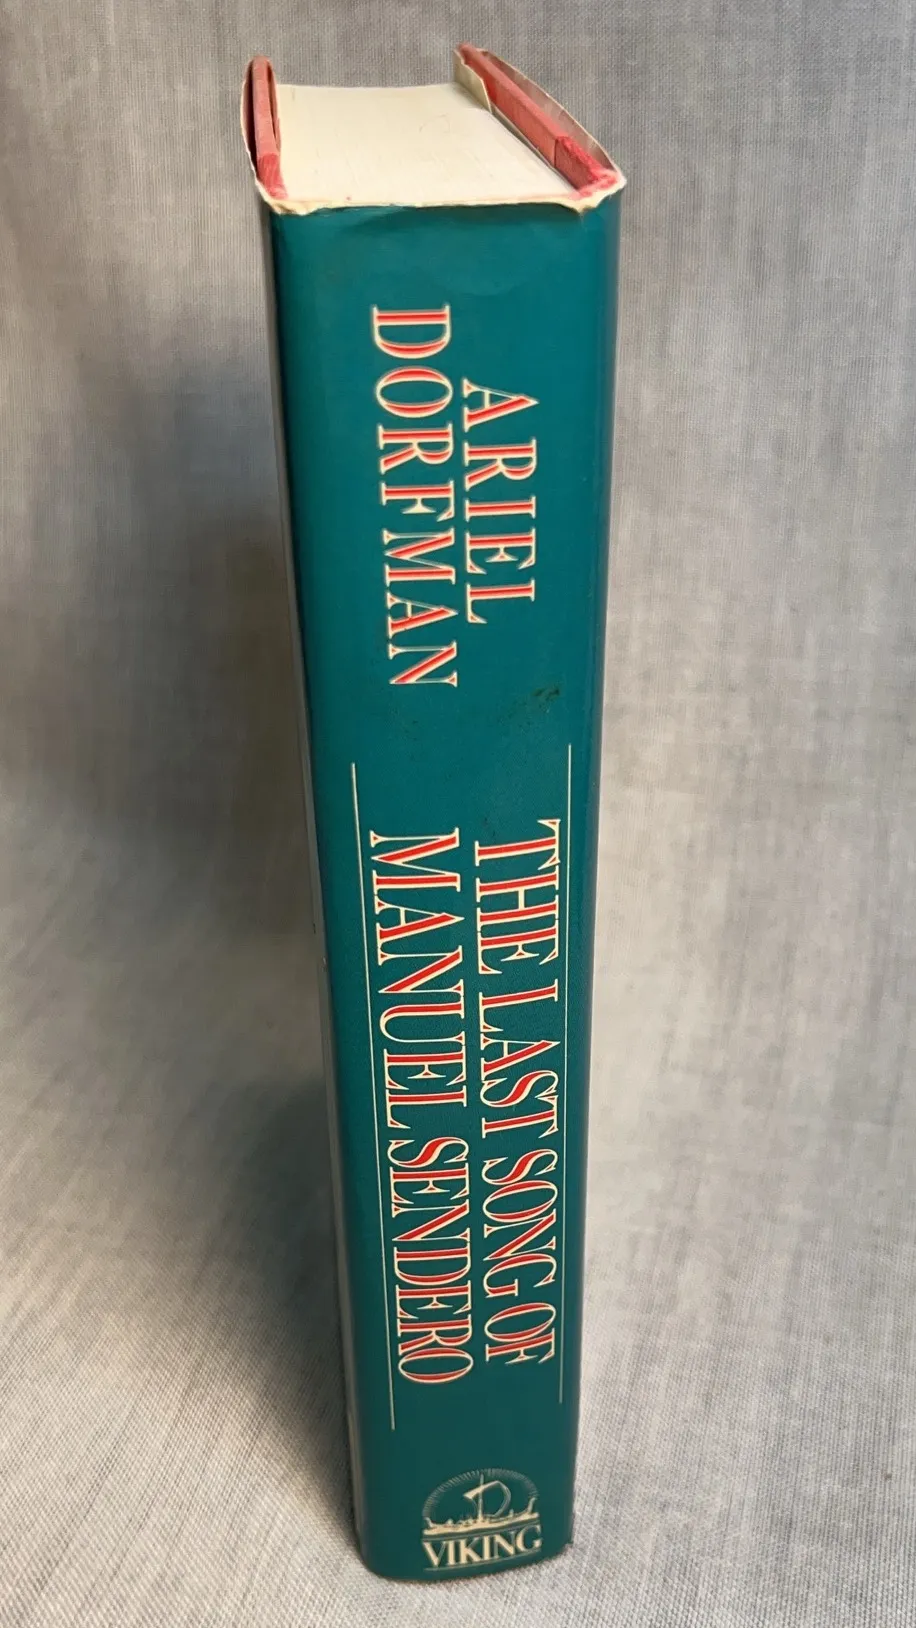 ARIEL
DORFMAN
THE LAST SONG OF
MANUEL SENDERO
VIKING